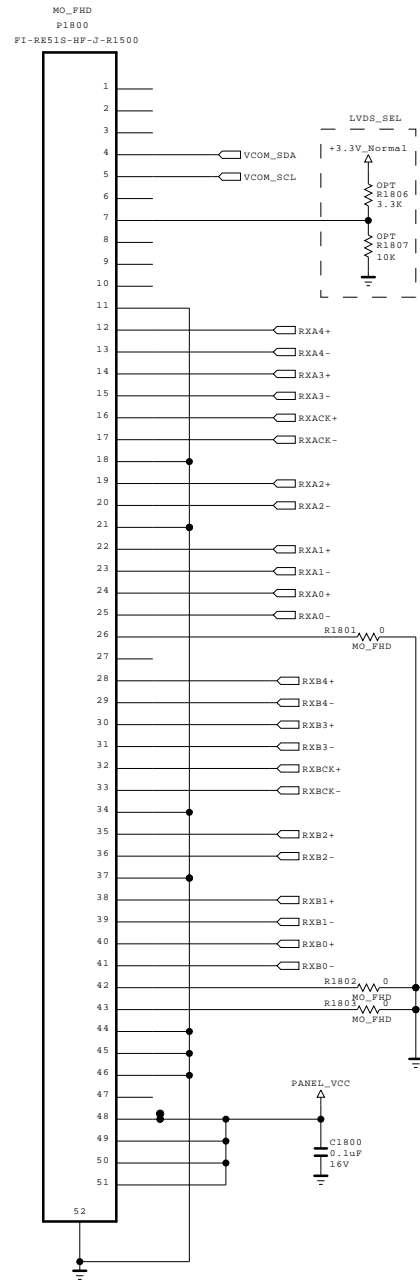 MO_FHD
P1800
FI-RE51S-HF-J-R1500
1
2
3
LVDS_SEL
+3.3V_Normal
4 VCOM_SDA
5 VCOM_SCL
OPT
R1806
3.3K
6
7
OPT
R1807
10K
8
9
10
11
12 RXA4+
13 RXA4-
14 RXA3+
15 RXA3-
16 RXACK+
17 RXACK-
18
19 RXA2+
20 RXA2-
21
22 RXA1+
23 RXA1-
24 RXA0+
25 RXA0-
26 R1801 0
MO_FHD
27
28 RXB4+
29 RXB4-
30 RXB3+
31 RXB3-
32 RXBCK+
33 RXBCK-
34
35 RXB2+
36 RXB2-
37
38 RXB1+
39 RXB1-
40 RXB0+
41 RXB0-
42 R1802 0
MO_FHD
43 R1803 0
MO_FHD
44
45
46
47
PANEL_VCC
48
49
50
51
C1800
0.1uF
16V
52